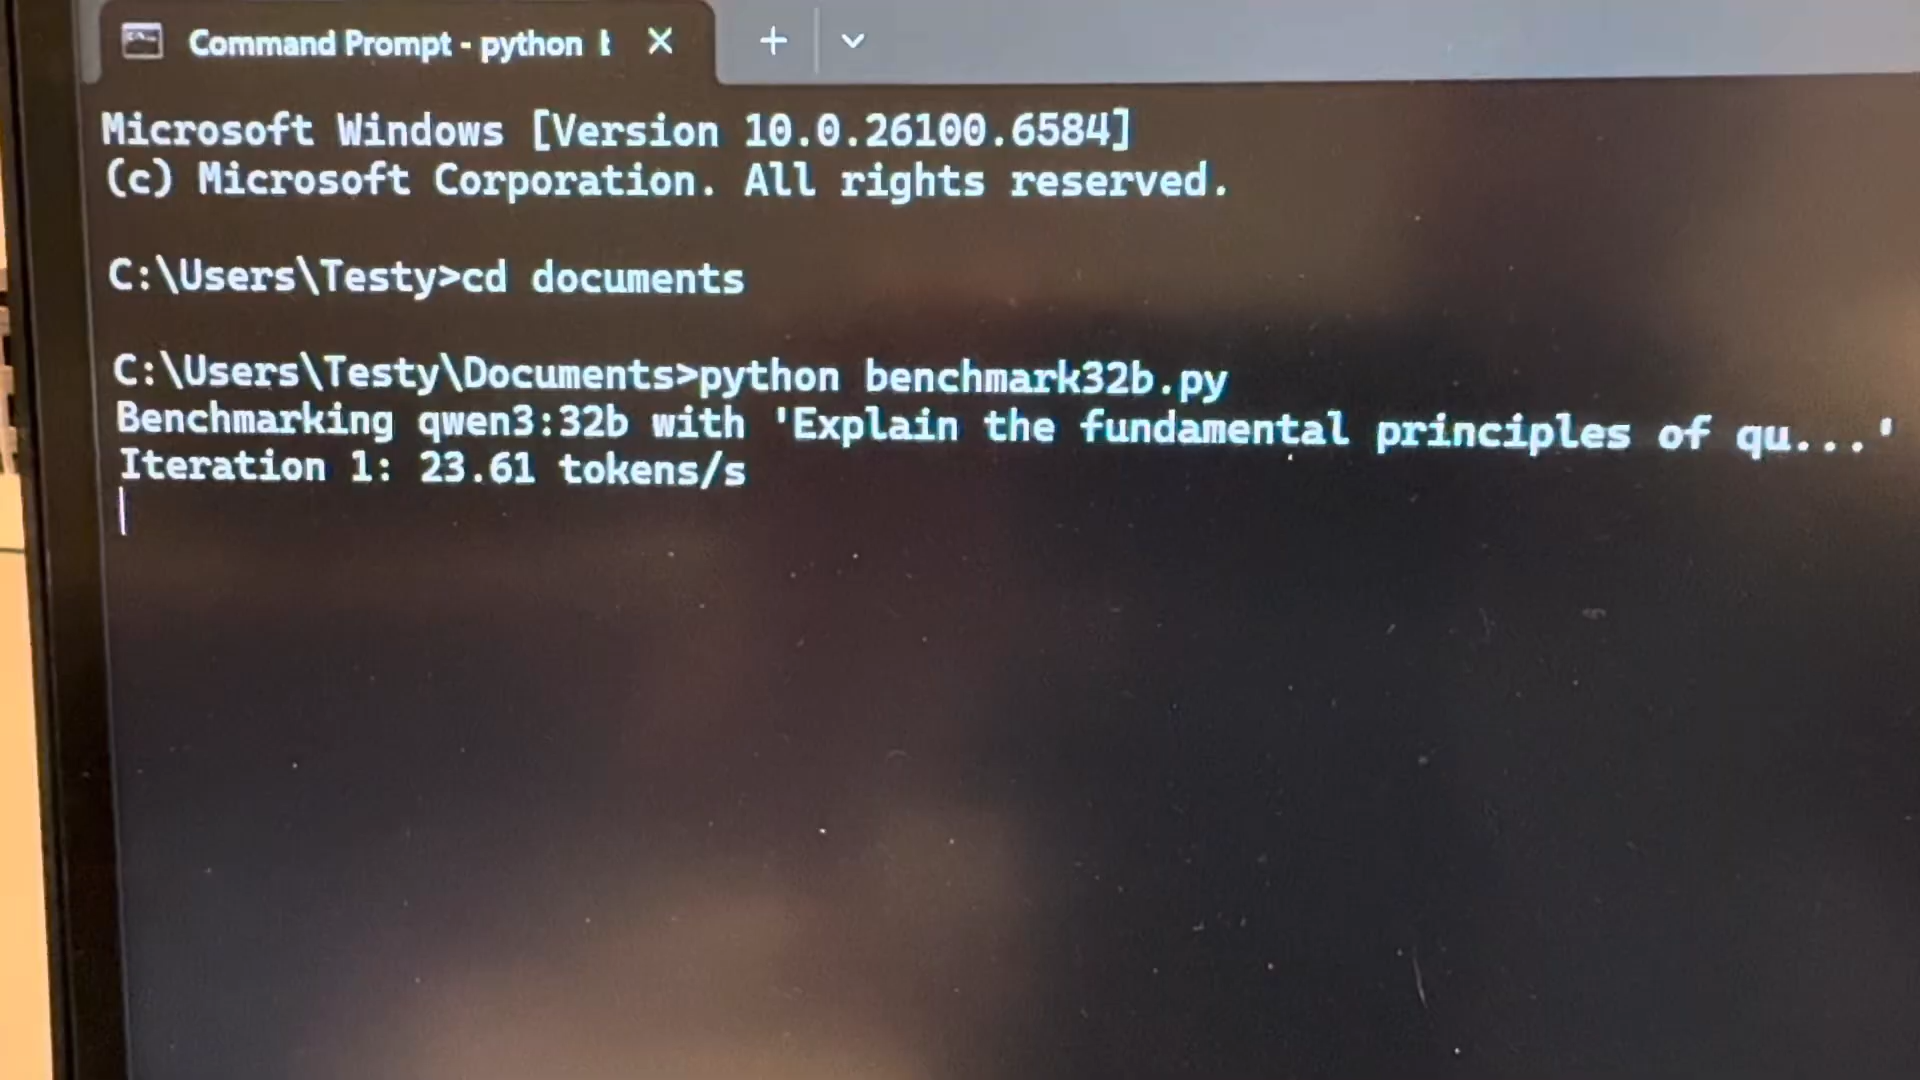 Command Prompt - python
Microsoft Windows [Version 10.0.26100.6584]
(c) Microsoft Corporation. All rights reserved.
C:\Users\Testy>cd documents
C:\Users\Testy\Documents>python benchmark32b.py
Benchmarking qwen3:32b with 'Explain the fundamental principles of qu...'
Iteration 1: 23.61 tokens/s